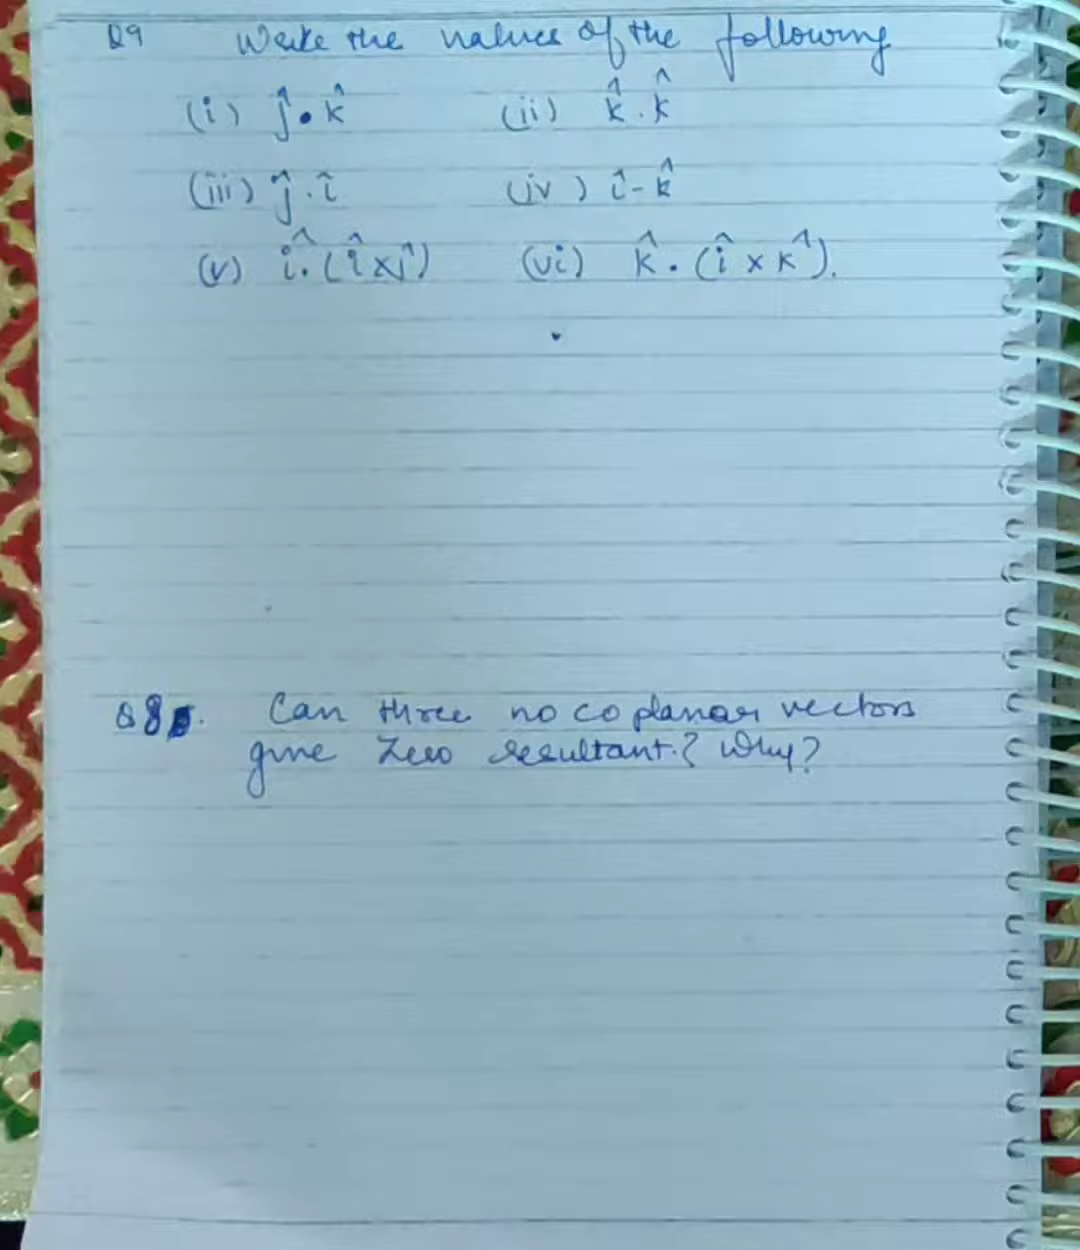 Q9 Write the values of the following
(i) ĵ . k̂ (ii) k̂ . k̂
(iii) ĵ . î (iv) î - k̂
(v) î . (î x ĵ) (vi) k̂ . (î x k̂).
Q8. Can three no coplanar vectors
give zero resultant? Why?